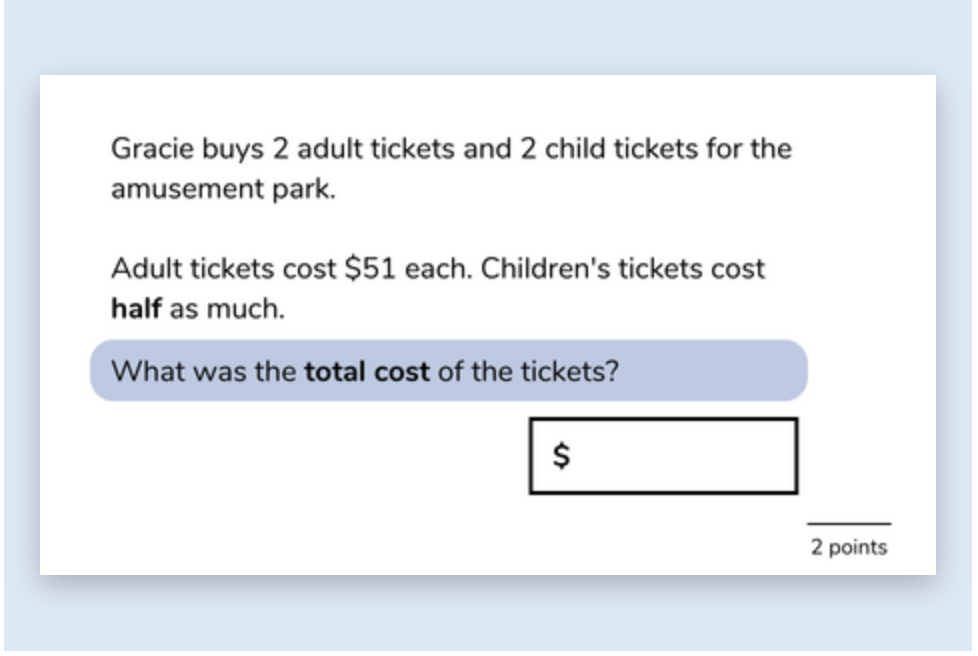 Gracie buys 2 adult tickets and 2 child tickets for the
amusement park.
Adult tickets cost $51 each. Children's tickets cost
half as much.
What was the total cost of the tickets?
$
2 points